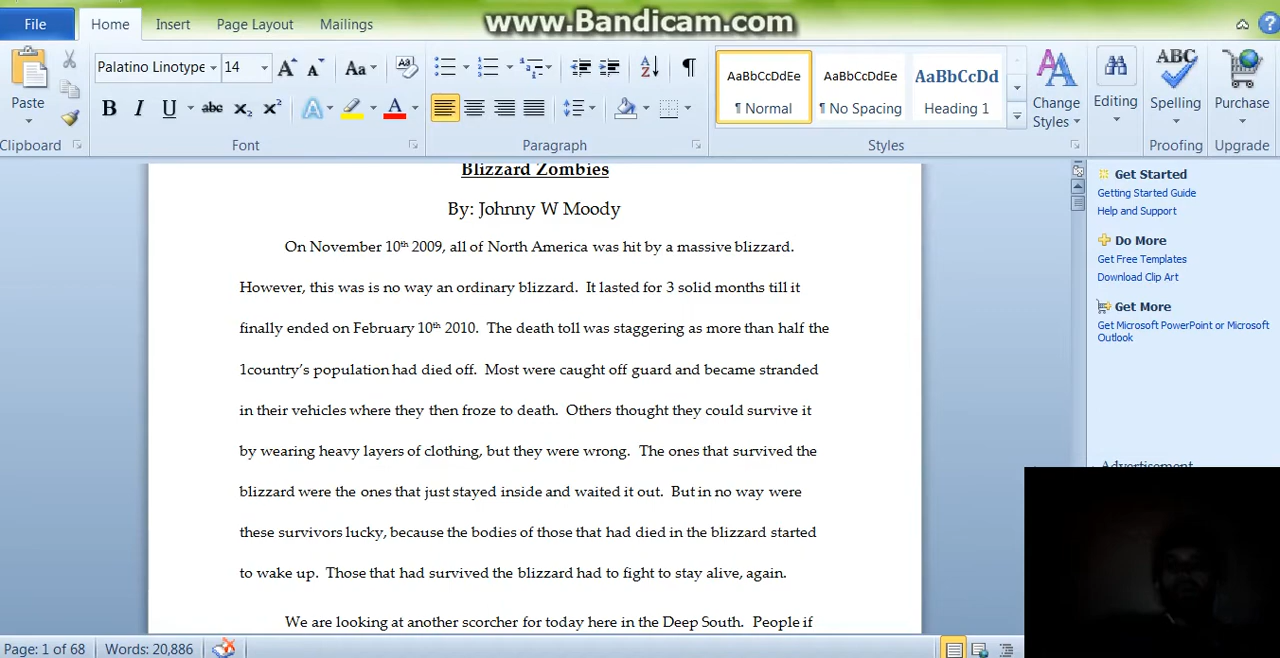 www.Bandicam.com
File Home Insert Page Layout Mailings
Palatino Linotype 14 Aa
B I U abc X₂ X² A A
Paste
AaBbCcDdEe AaBbCcDdEe AaBbCcDd
¶ Normal ¶ No Spacing Heading 1
Change Styles Editing Spelling Purchase
Clipboard Font Paragraph Styles Proofing Upgrade
Blizzard Zombies
By: Johnny W Moody
On November 10th 2009, all of North America was hit by a massive blizzard.
However, this was is no way an ordinary blizzard. It lasted for 3 solid months till it
finally ended on February 10th 2010. The death toll was staggering as more than half the
1country's population had died off. Most were caught off guard and became stranded
in their vehicles where they then froze to death. Others thought they could survive it
by wearing heavy layers of clothing, but they were wrong. The ones that survived the
blizzard were the ones that just stayed inside and waited it out. But in no way were
these survivors lucky, because the bodies of those that had died in the blizzard started
to wake up. Those that had survived the blizzard had to fight to stay alive, again.
We are looking at another scorcher for today here in the Deep South. People if
Get Started
Getting Started Guide
Help and Support
Do More
Get Free Templates
Download Clip Art
Get More
Get Microsoft PowerPoint or Microsoft
Outlook
Advertisement
Page: 1 of 68 Words: 20,886